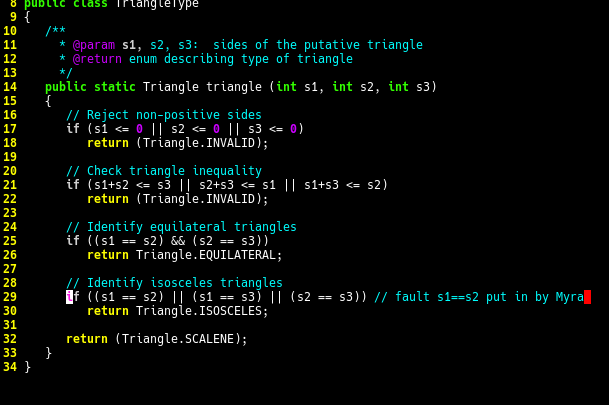 8 public class TriangleType
9 {
10 /**
11 * @param s1, s2, s3: sides of the putative triangle
12 * @return enum describing type of triangle
13 */
14 public static Triangle triangle (int s1, int s2, int s3)
15 {
16 // Reject non-positive sides
17 if (s1 <= 0 || s2 <= 0 || s3 <= 0)
18 return (Triangle.INVALID);
19
20 // Check triangle inequality
21 if (s1+s2 <= s3 || s2+s3 <= s1 || s1+s3 <= s2)
22 return (Triangle.INVALID);
23
24 // Identify equilateral triangles
25 if ((s1 == s2) && (s2 == s3))
26 return Triangle.EQUILATERAL;
27
28 // Identify isosceles triangles
29 if ((s1 == s2) || (s1 == s3) || (s2 == s3)) // fault s1==s2 put in by Myra
30 return Triangle.ISOSCELES;
31
32 return (Triangle.SCALENE);
33 }
34 }